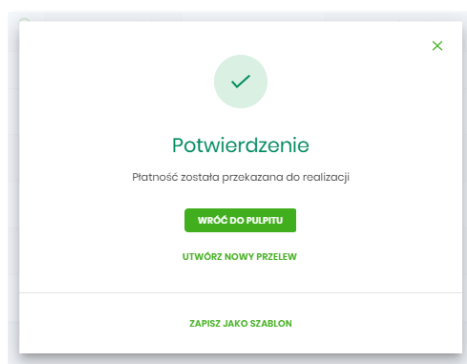 Potwierdzenie
Płatność została przekazana do realizacji
WRÓĆ DO PULPITU
UTWÓRZ NOWY PRZELEW
ZAPISZ JAKO SZABLON